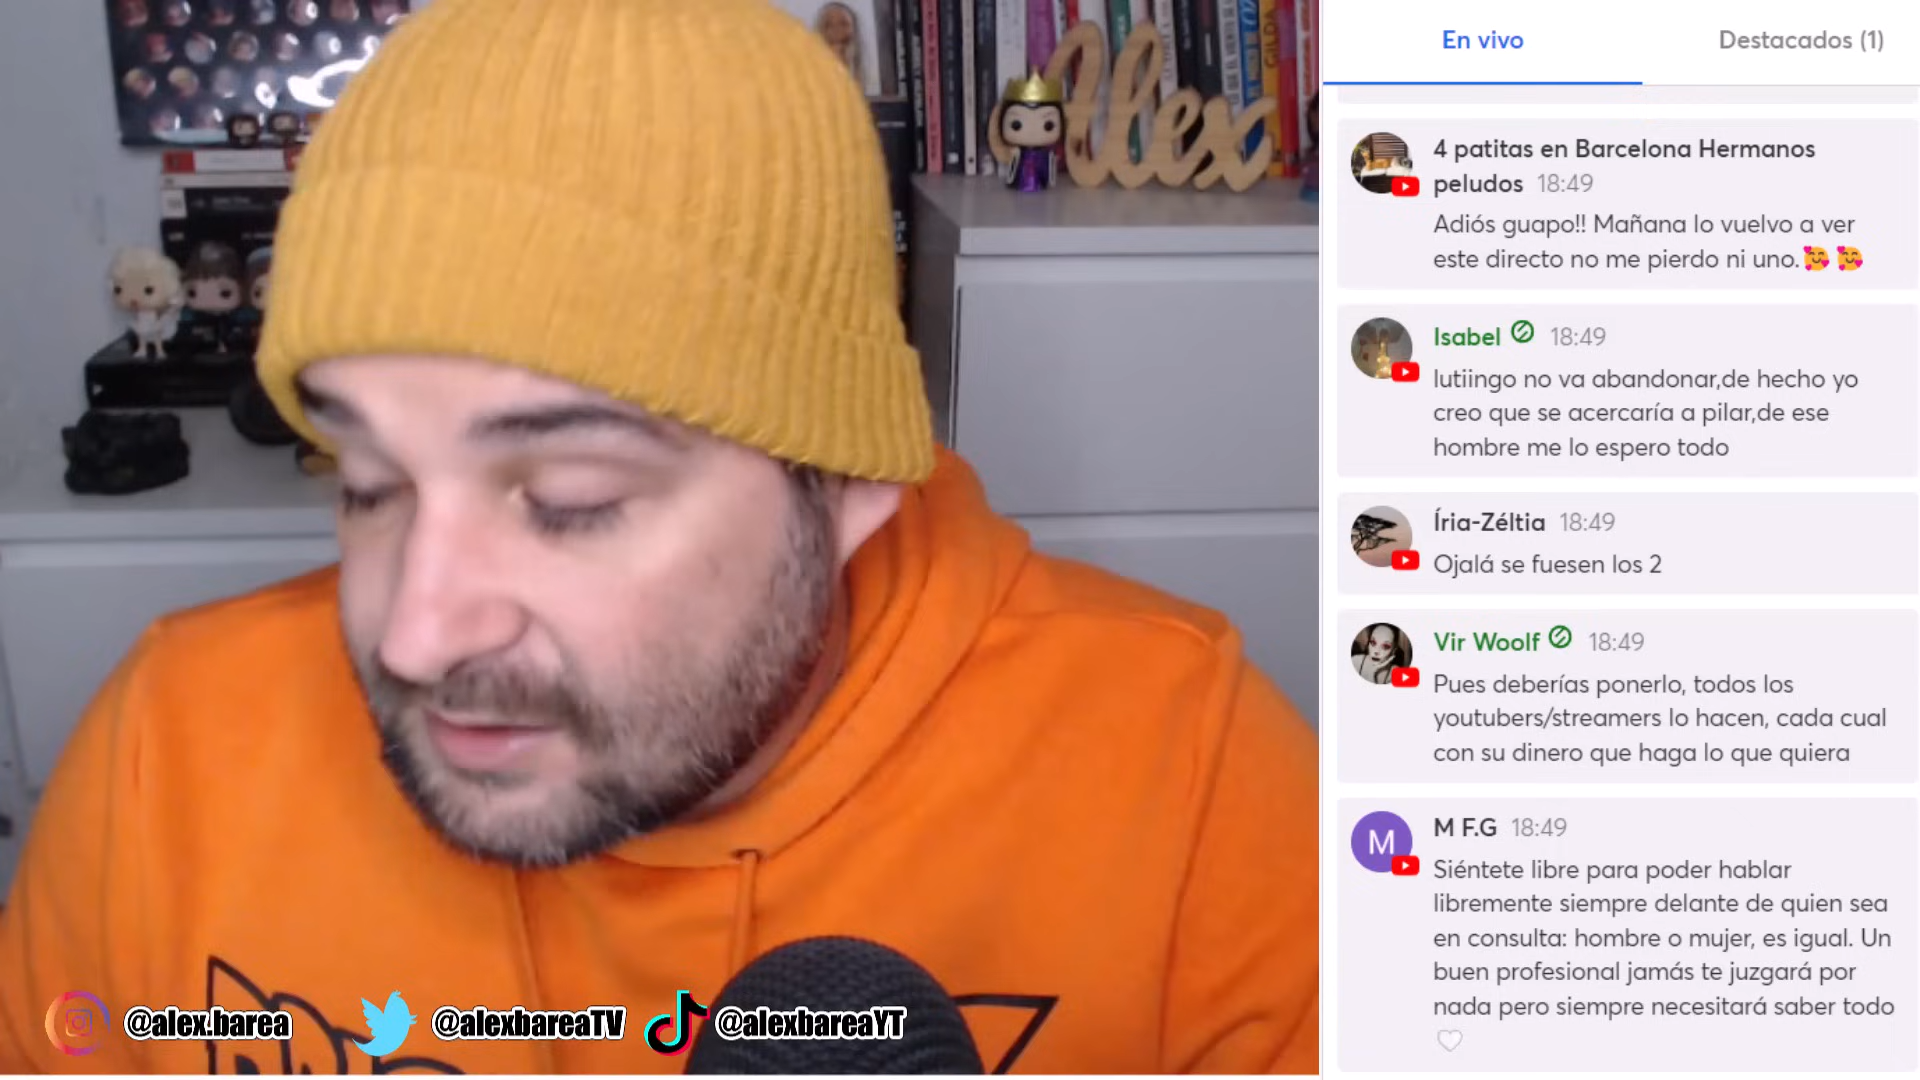 Alex
GILDA
@alex.barea
@alexbareaTV
@alexbareaYT
En vivo
Destacados (1)
4 patitas en Barcelona Hermanos
peludos 18:49
Adiós guapo!! Mañana lo vuelvo a ver
este directo no me pierdo ni uno.🥰 🥰
Isabel 18:49
lutiingo no va abandonar,de hecho yo
creo que se acercaría a pilar,de ese
hombre me lo espero todo
Íria-Zéltia 18:49
Ojalá se fuesen los 2
Vir Woolf 18:49
Pues deberías ponerlo, todos los
youtubers/streamers lo hacen, cada cual
con su dinero que haga lo que quiera
M
M F.G 18:49
Siéntete libre para poder hablar
libremente siempre delante de quien sea
en consulta: hombre o mujer, es igual. Un
buen profesional jamás te juzgará por
nada pero siempre necesitará saber todo